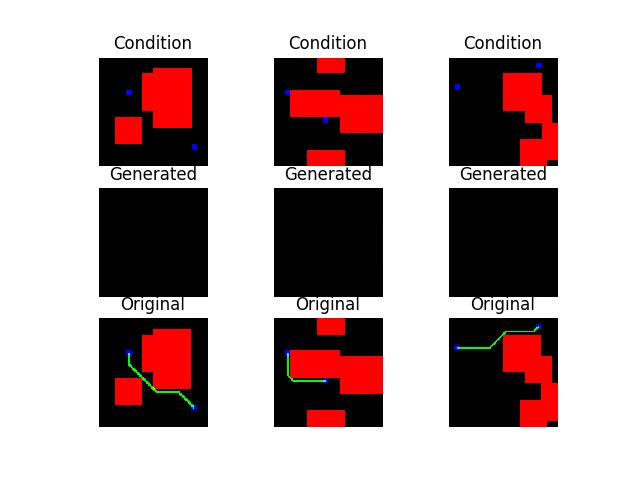 Condition Condition Condition
Generated Generated Generated
Original Original Original